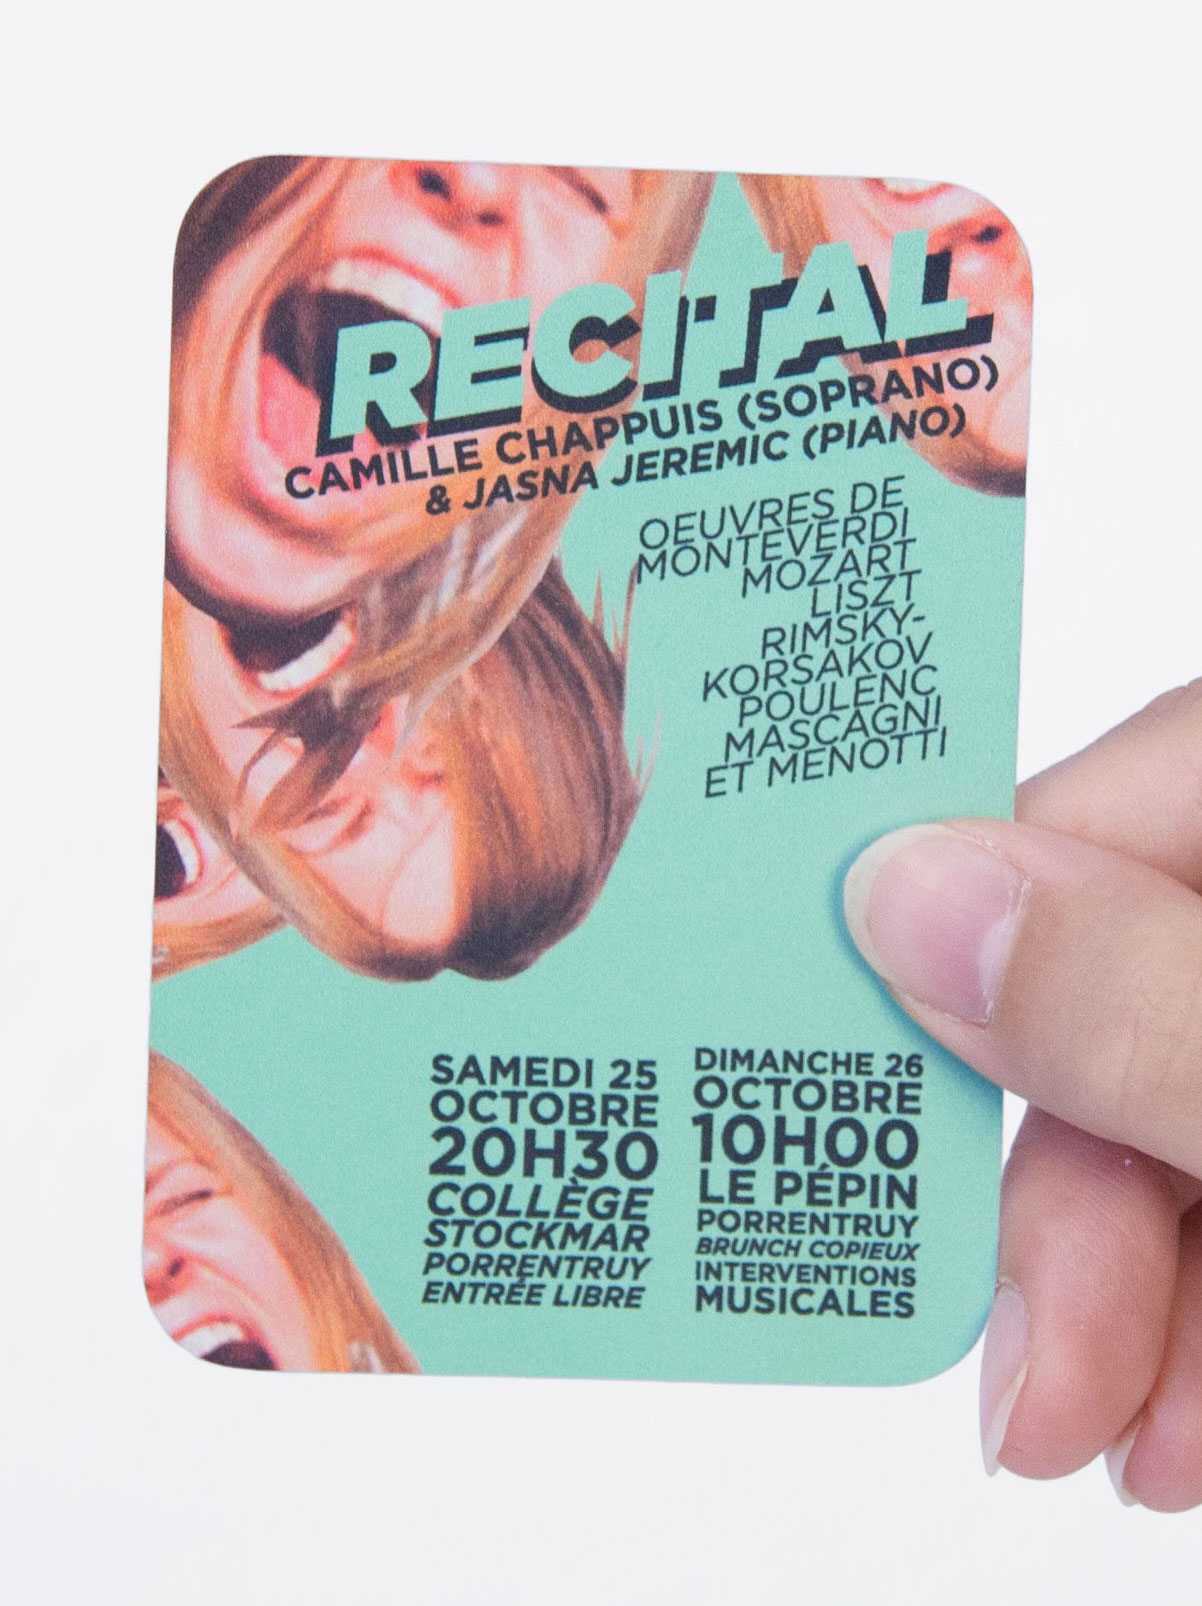 RECITAL
CAMILLE CHAPPUIS (SOPRANO)
& JASNA JEREMIC (PIANO)
OEUVRES DE
MONTEVERDI
MOZART
LISZT
RIMSKY-
KORSAKOV
POULENC
MASCAGNI
ET MENOTTI
SAMEDI 25
OCTOBRE
20H30
COLLÈGE
STOCKMAR
PORRENTRUY
ENTRÉE LIBRE
DIMANCHE 26
OCTOBRE
10H00
LE PÉPIN
PORRENTRUY
BRUNCH COPIEUX
INTERVENTIONS
MUSICALES